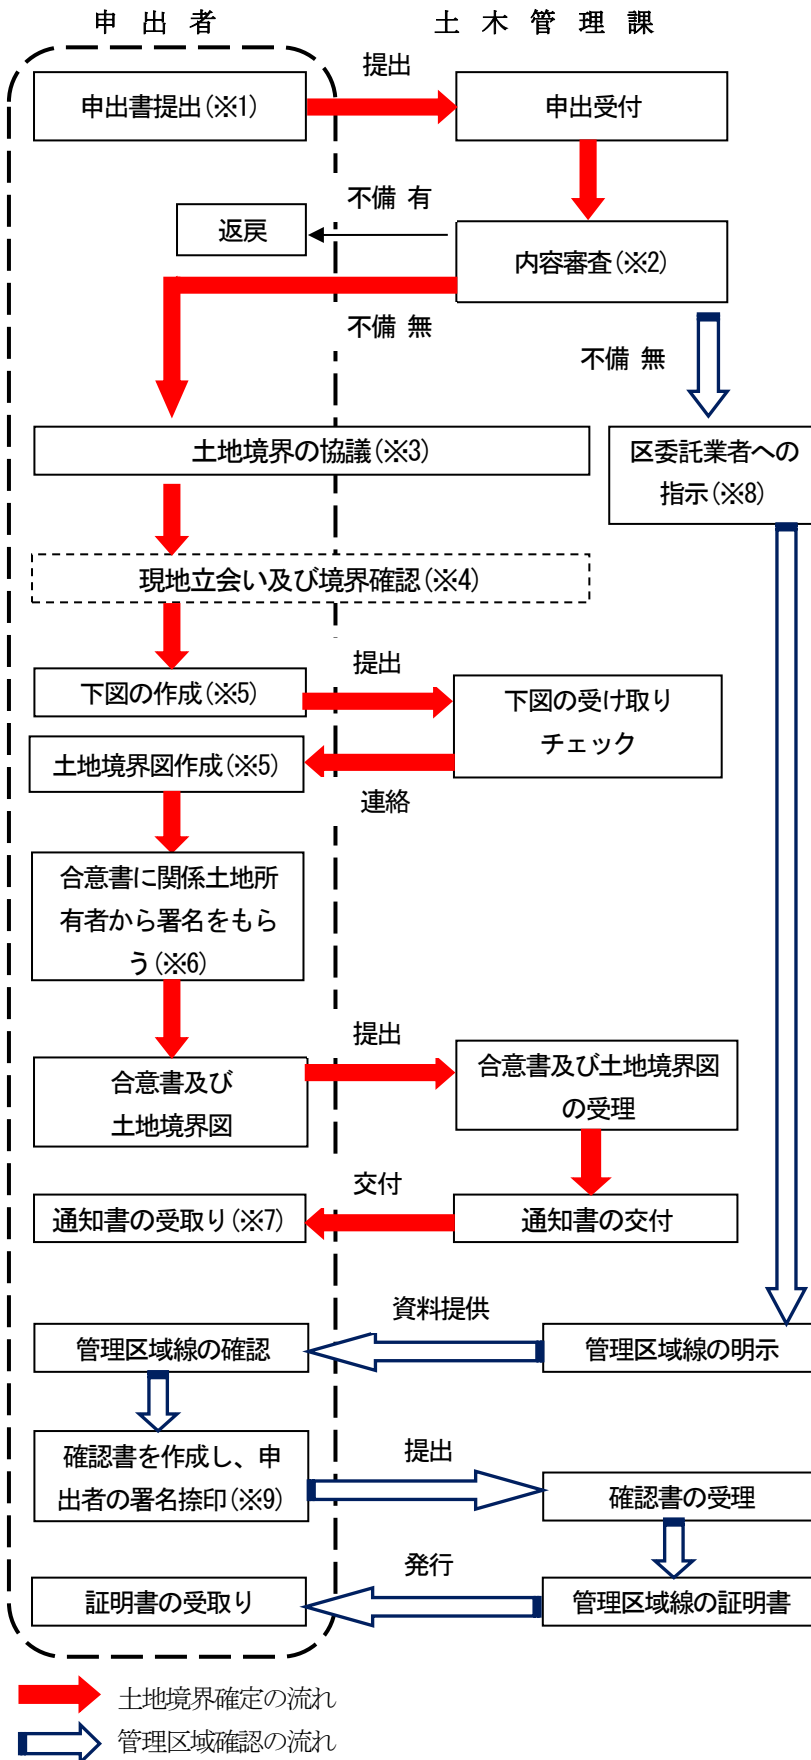 申出者
土木管理課
提出
申出書提出(※1)
申出受付
不備 有
返戻
内容審査(※2)
不備 無
不備 無
土地境界の協議(※3)
区委託業者への
指示(※8)
現地立会い及び境界確認(※4)
提出
下図の作成(※5)
下図の受け取り
チェック
土地境界図作成(※5)
連絡
合意書に関係土地所
有者から署名をもら
う(※6)
提出
合意書及び
土地境界図
合意書及び土地境界図
の受理
交付
通知書の受取り(※7)
通知書の交付
資料提供
管理区域線の確認
管理区域線の明示
確認書を作成し、申
出者の署名捺印(※9)
提出
確認書の受理
発行
証明書の受取り
管理区域線の証明書
土地境界確定の流れ
管理区域確認の流れ